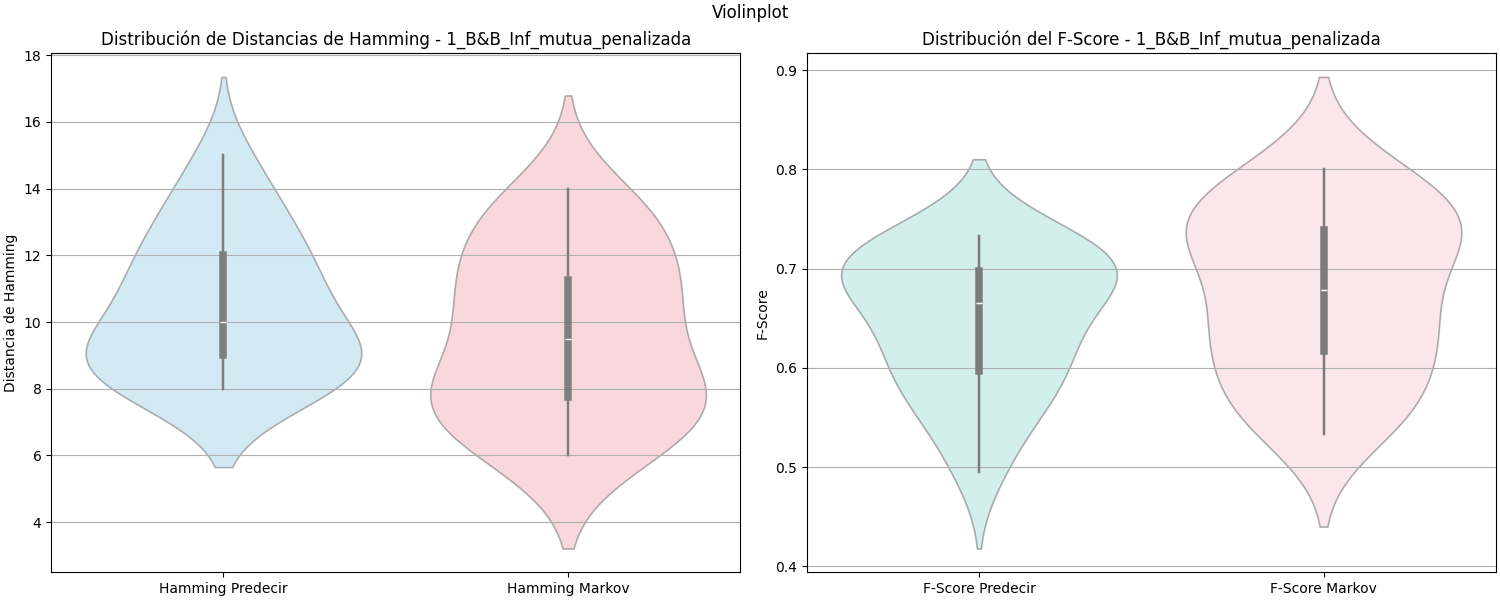 Violinplot
Distribución de Distancias de Hamming - 1_B&B_Inf_mutua_penalizada
Distancia de Hamming
18
16
14
12
10
8
6
4
Hamming Predecir
Hamming Markov
Distribución del F-Score - 1_B&B_Inf_mutua_penalizada
F-Score
0.9
0.8
0.7
0.6
0.5
0.4
F-Score Predecir
F-Score Markov